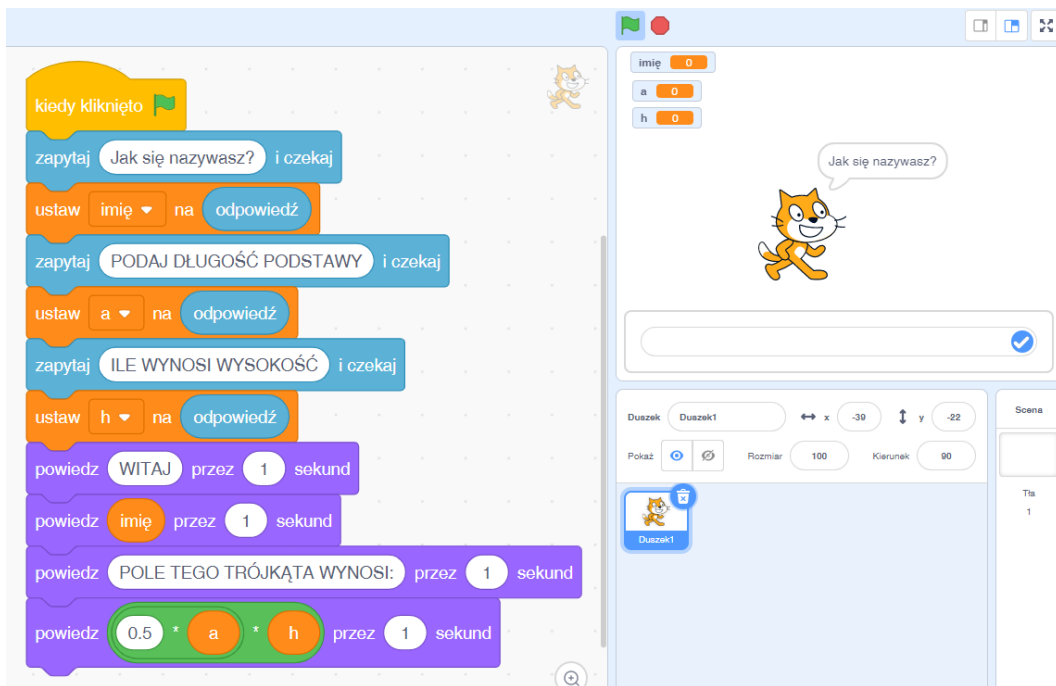 kiedy kliknięto
zapytaj Jak się nazywasz? i czekaj
ustaw imię na odpowiedź
zapytaj PODAJ DŁUGOŚĆ PODSTAWY i czekaj
ustaw a na odpowiedź
zapytaj ILE WYNOSI WYSOKOŚĆ i czekaj
ustaw h na odpowiedź
powiedz WITAJ przez 1 sekund
powiedz imię przez 1 sekund
powiedz POLE TEGO TRÓJKĄTA WYNOSI: przez 1 sekund
powiedz 0.5 * a * h przez 1 sekund
imię 0
a 0
h 0
Jak się nazywasz?
Duszek Duszek1 x -39 y -22
Pokaż Rozmiar 100 Kierunek 90
Duszek1
Scena
Tła
1